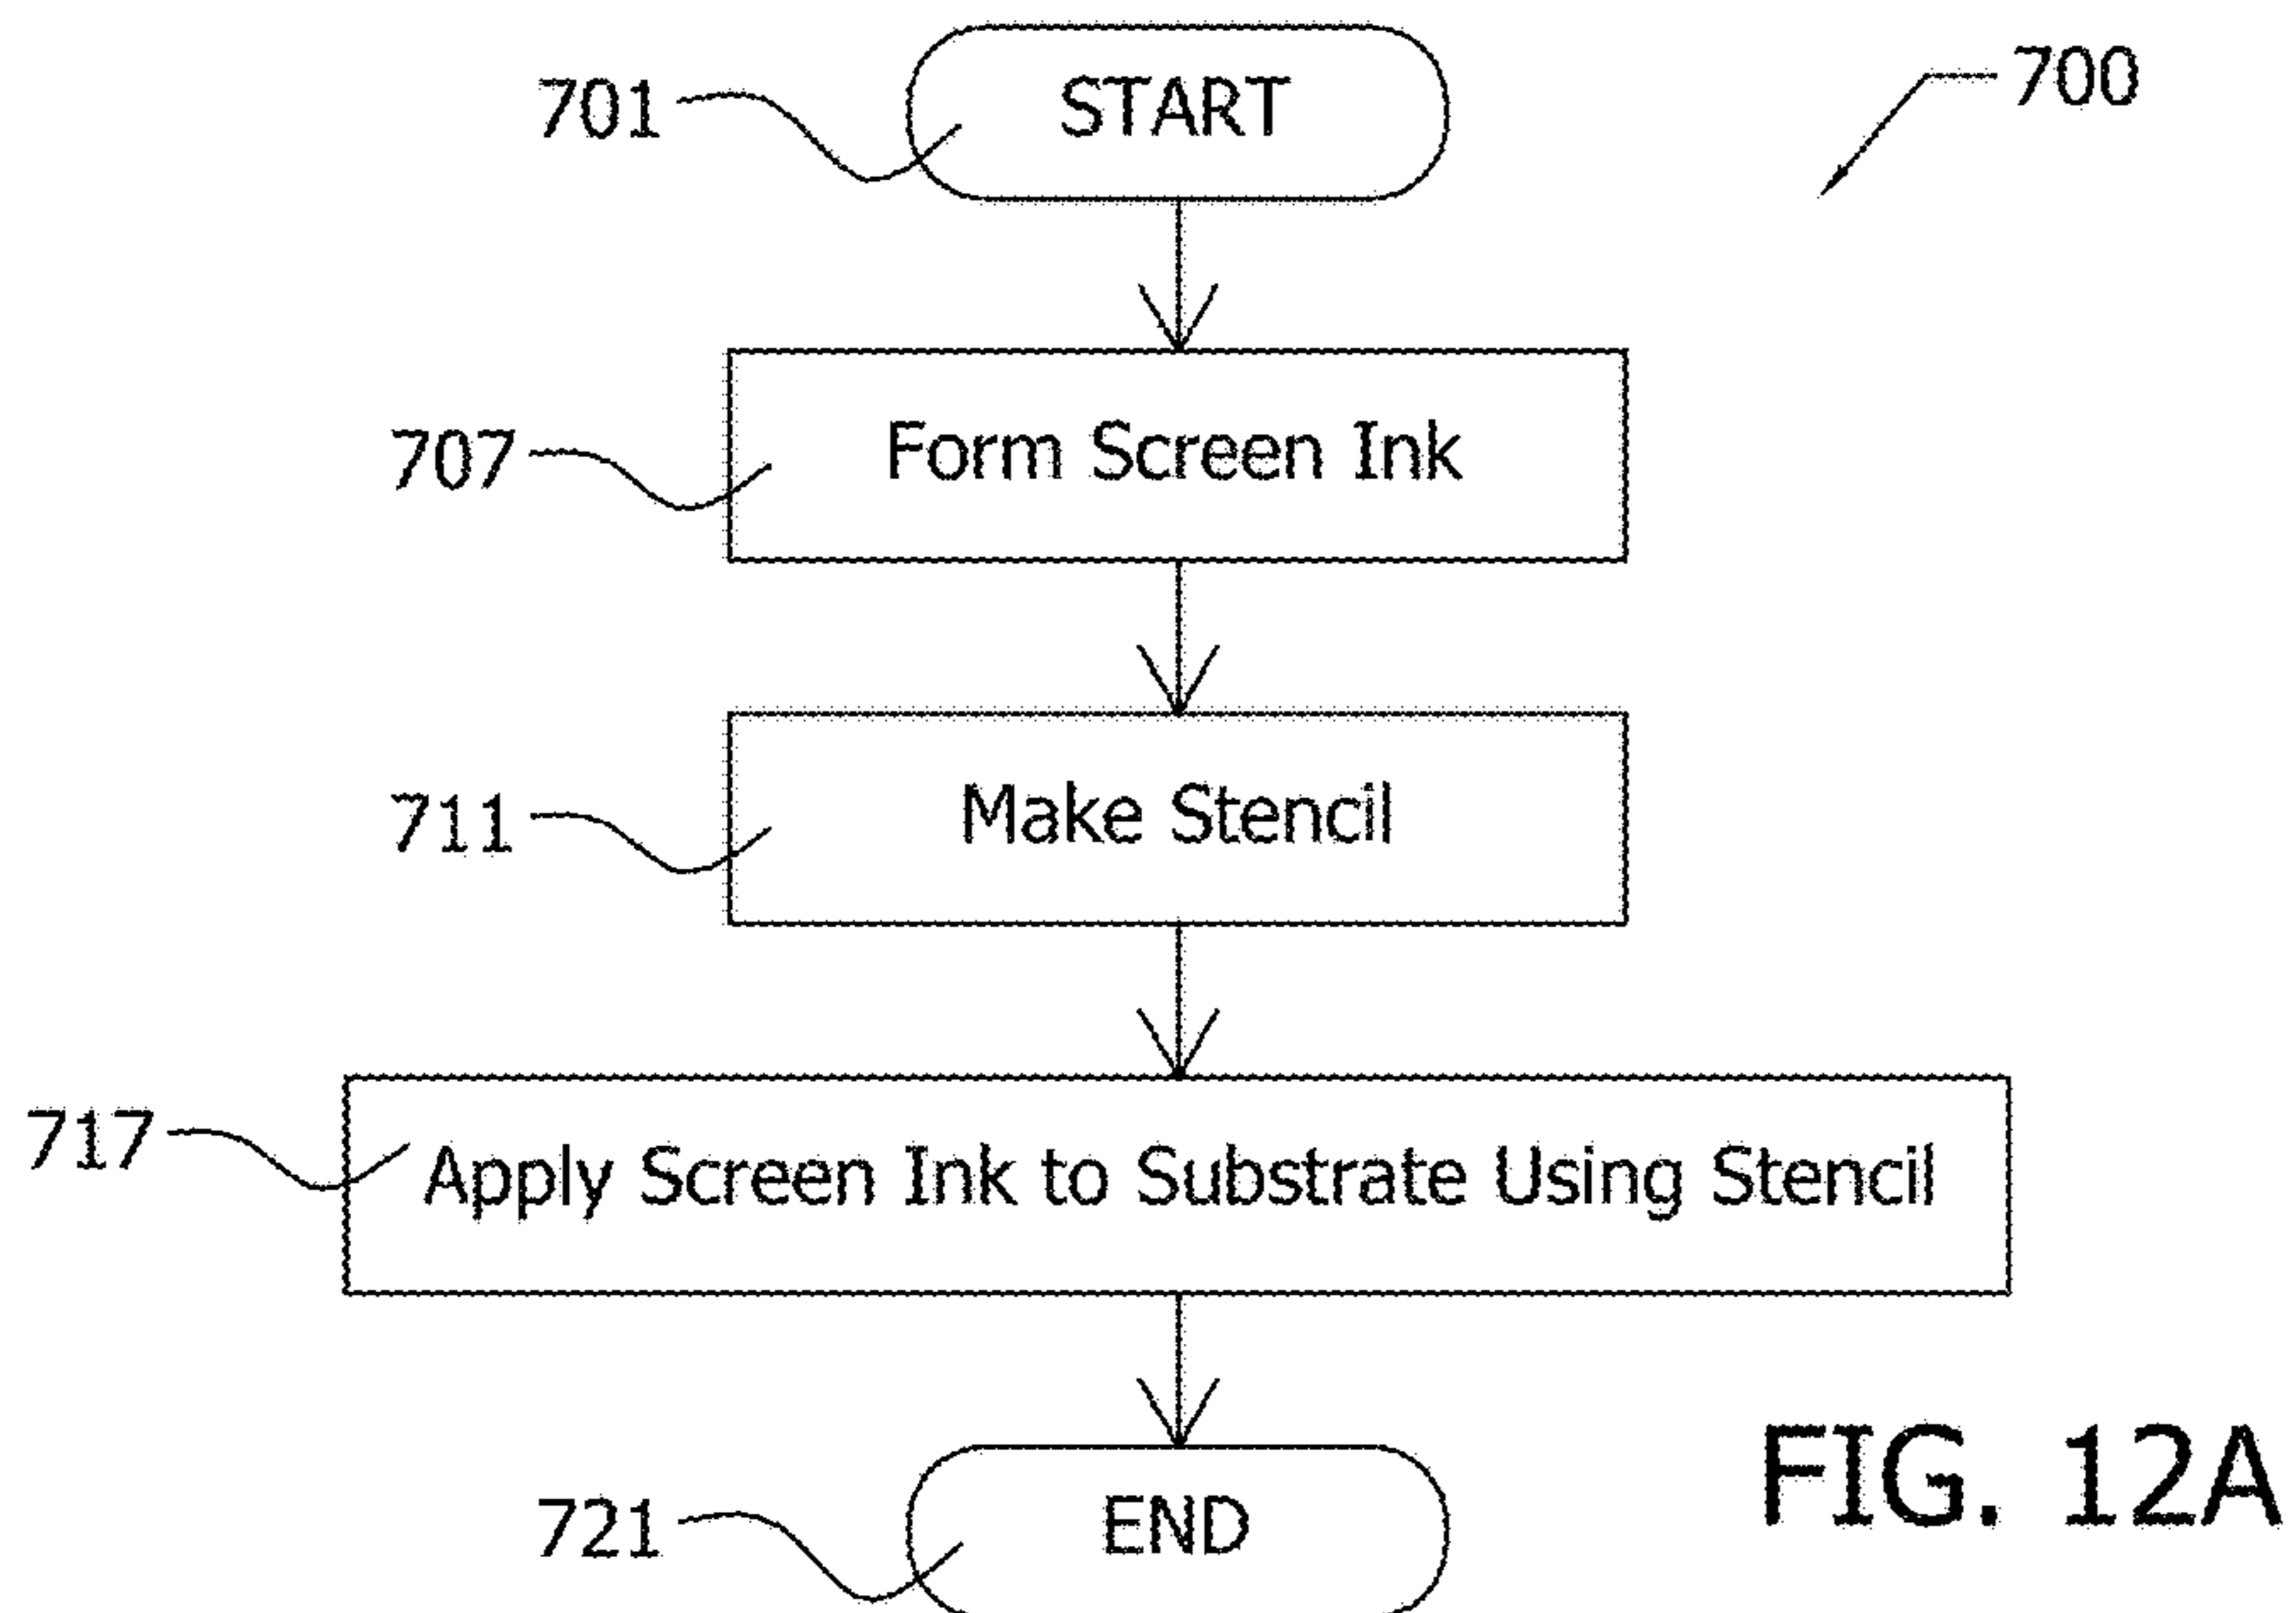 START
701
700
Form Screen Ink
707
Make Stencil
711
Apply Screen Ink to Substrate Using Stencil
717
END
721
FIG. 12A